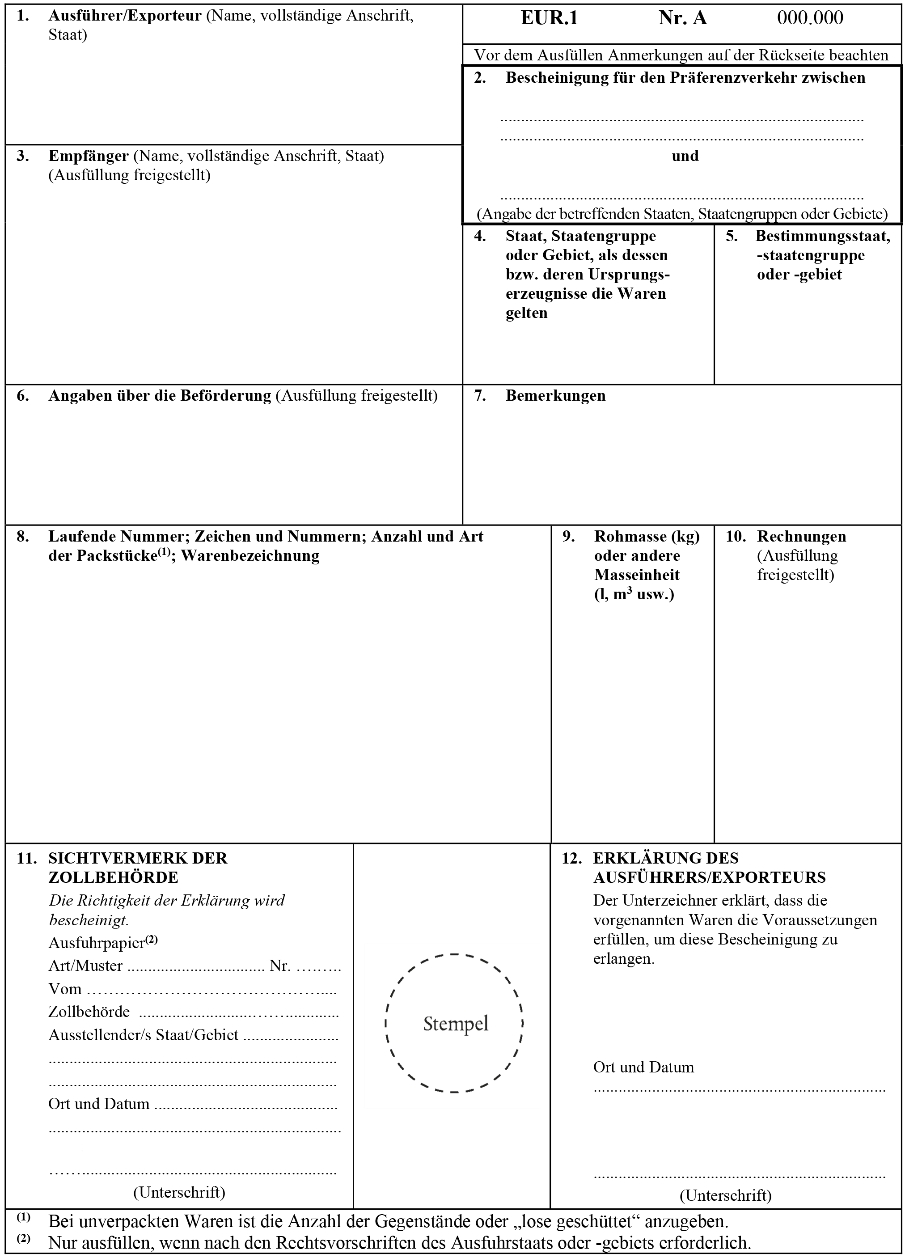 1. Ausführer/Exporteur (Name, vollständige Anschrift,
Staat)
EUR.1 Nr. A 000.000
Vor dem Ausfüllen Anmerkungen auf der Rückseite beachten
2. Bescheinigung für den Präferenzverkehr zwischen
..............................................................................
..............................................................................
und
..............................................................................
(Angabe der betreffenden Staaten, Staatengruppen oder Gebiete)
3. Empfänger (Name, vollständige Anschrift, Staat)
(Ausfüllung freigestellt)
4. Staat, Staatengruppe
oder Gebiet, als dessen
bzw. deren Ursprungs-
erzeugnisse die Waren
gelten
5. Bestimmungsstaat,
-staatengruppe
oder -gebiet
6. Angaben über die Beförderung (Ausfüllung freigestellt)
7. Bemerkungen
8. Laufende Nummer; Zeichen und Nummern; Anzahl und Art
der Packstücke(1); Warenbezeichnung
9. Rohmasse (kg)
oder andere
Masseinheit
(l, m³ usw.)
10. Rechnungen
(Ausfüllung
freigestellt)
11. SICHTVERMERK DER
ZOLLBEHÖRDE
Die Richtigkeit der Erklärung wird
bescheinigt.
Ausfuhrpapier(2)
Art/Muster ................................. Nr. .........
Vom ............................................................
Zollbehörde ................................................
Ausstellender/s Staat/Gebiet .......................
......................................................................
......................................................................
Ort und Datum ............................................
......................................................................
......................................................................
(Unterschrift)
Stempel
12. ERKLÄRUNG DES
AUSFÜHRERS/EXPORTEURS
Der Unterzeichner erklärt, dass die
vorgenannten Waren die Voraussetzungen
erfüllen, um diese Bescheinigung zu
erlangen.
Ort und Datum
......................................................................
......................................................................
(Unterschrift)
(1) Bei unverpackten Waren ist die Anzahl der Gegenstände oder „lose geschüttet“ anzugeben.
(2) Nur ausfüllen, wenn nach den Rechtsvorschriften des Ausfuhrstaats oder -gebiets erforderlich.